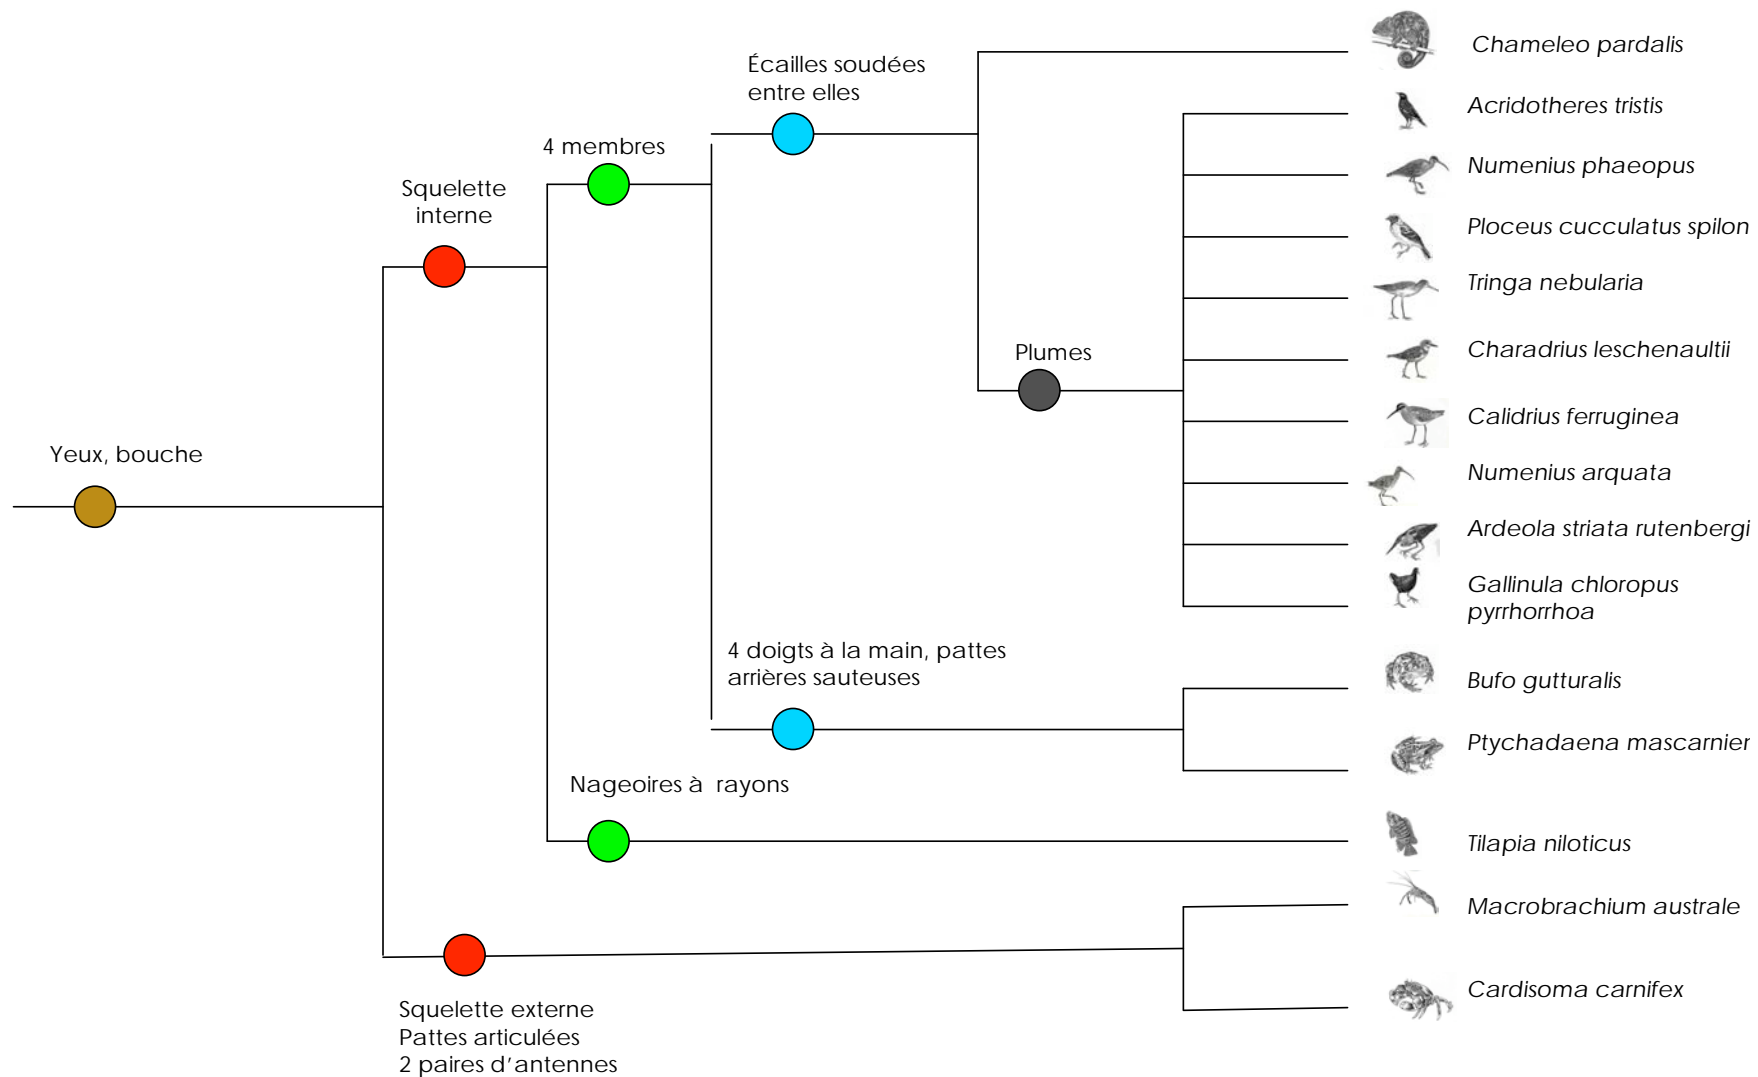 Chameleo pardalis
Écailles soudées
entre elles
Acridotheres tristis
4 membres
Numenius phaeopus
Squelette
interne
Ploceus cucculatus spilon
Tringa nebularia
Plumes
Charadrius leschenaultii
Calidrius ferruginea
Yeux, bouche
Numenius arquata
Ardeola striata rutenbergi
Gallinula chloropus
pyrrhorrhoa
4 doigts à la main, pattes
arrières sauteuses
Bufo gutturalis
Ptychadaena mascarnier
Nageoires à rayons
Tilapia niloticus
Macrobrachium australe
Cardisoma carnifex
Squelette externe
Pattes articulées
2 paires d'antennes